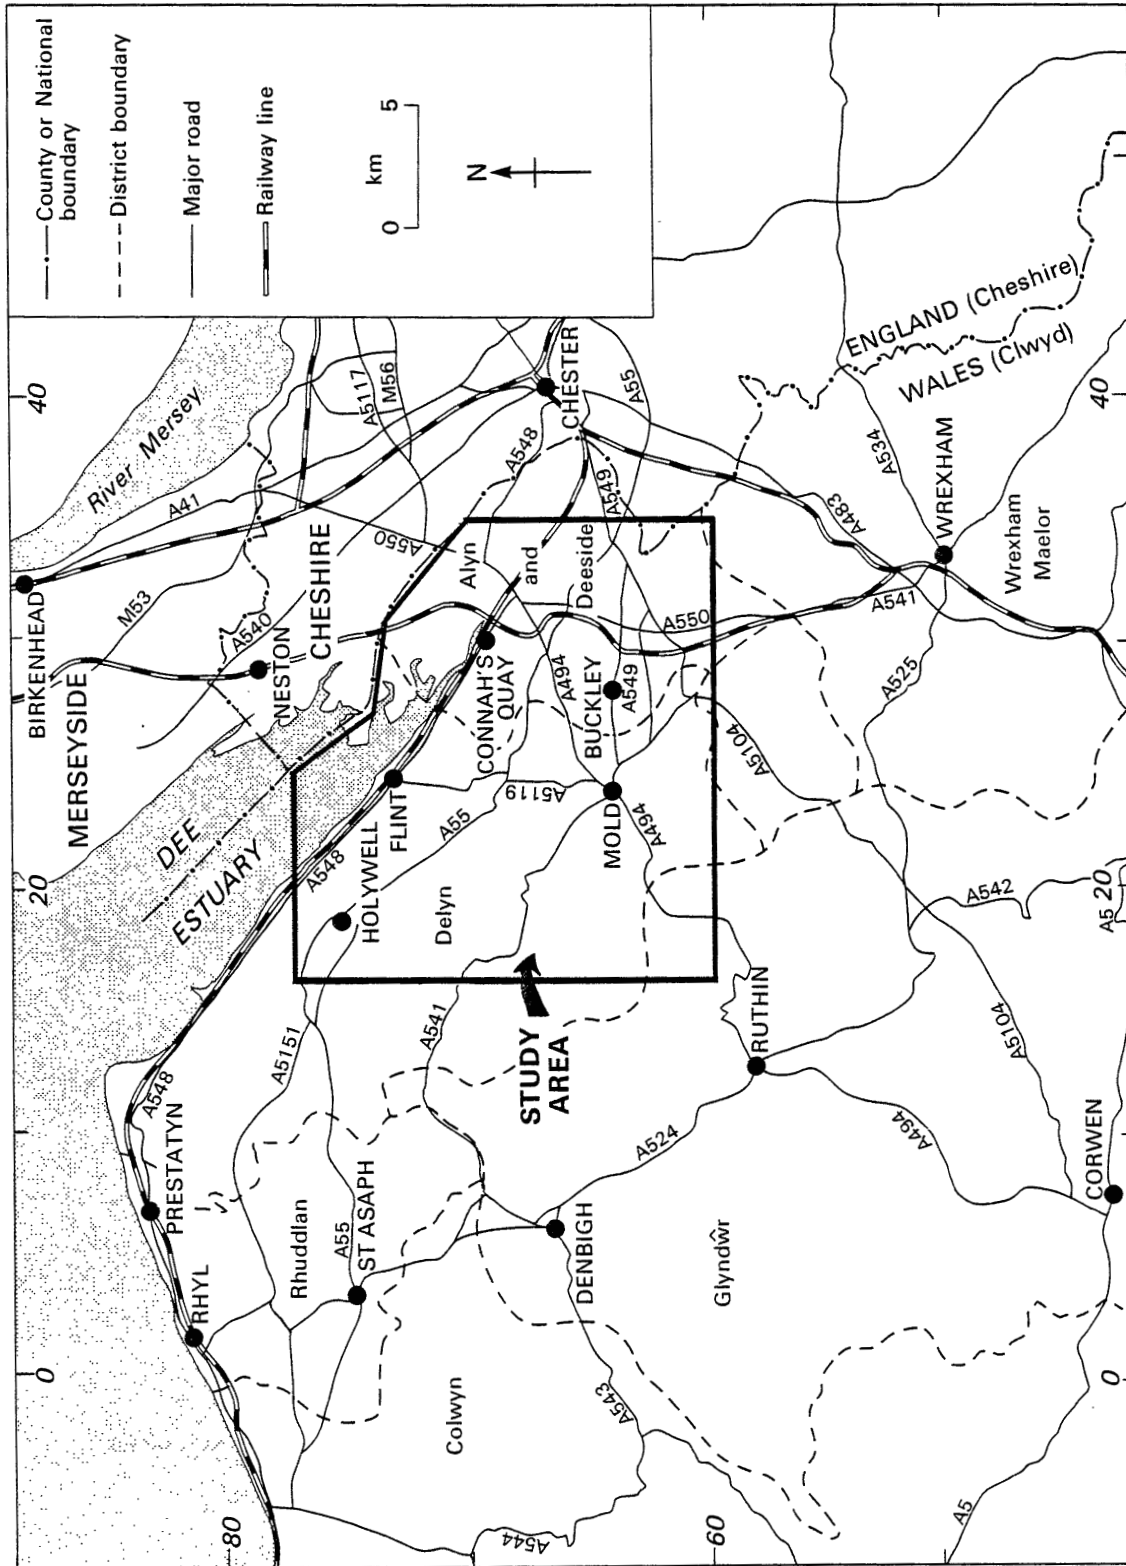 40
20
0
80
60
40
20
0
BIRKENHEAD
MERSEYSIDE
River Mersey
A41
M53
A540
NESTON
CHESHIRE
A550
A5117
M56
CHESTER
A548
A55
A549
DEE
ESTUARY
A548
PRESTATYN
RHYL
A548
HOLYWELL
FLINT
A55
CONNAH'S
QUAY
Alyn
and
Deeside
A494
BUCKLEY
A549
A550
A5119
MOLD
A494
Delyn
A5151
A541
STUDY
AREA
Rhuddlan
A55
ST ASAPH
Colwyn
DENBIGH
A524
RUTHIN
Glyndŵr
A543
A544
A494
A5104
A5104
A525
A542
A5
CORWEN
A5
A541
A483
A534
WREXHAM
Wrexham
Maelor
ENGLAND (Cheshire)
WALES (Clwyd)
County or National
boundary
District boundary
Major road
Railway line
0 km 5
N